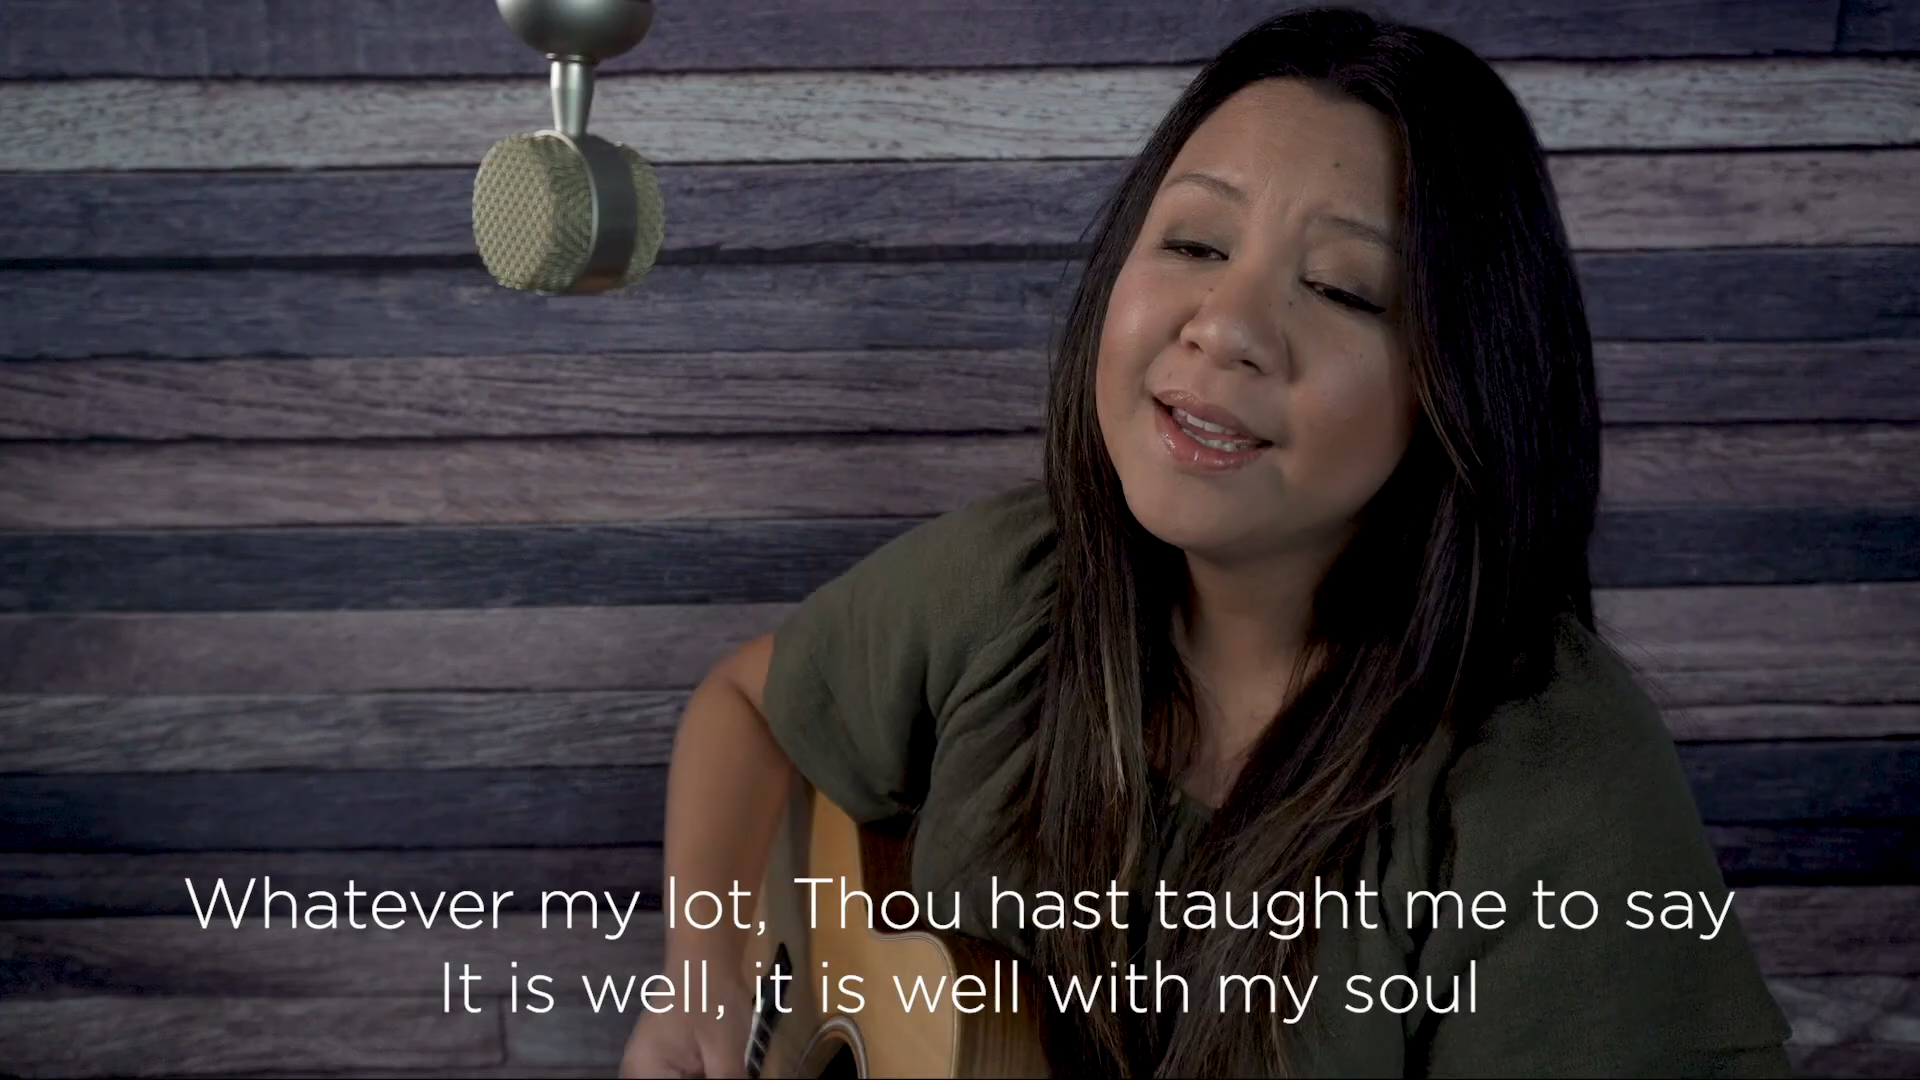 Whatever my lot, Thou hast taught me to say
It is well, it is well with my soul